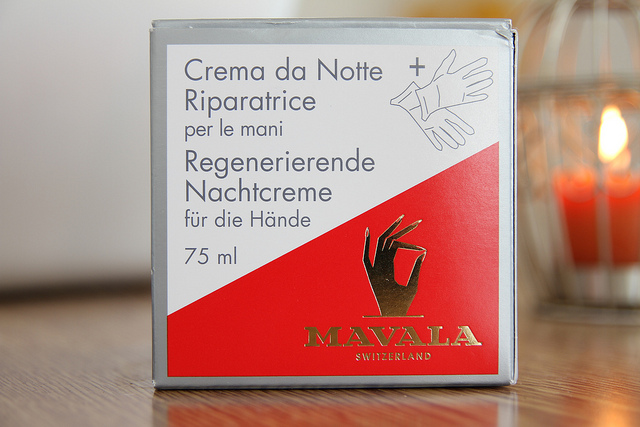 Crema da Notte +
Riparatrice
per le mani
Regenerierende
Nachtcreme
für die Hände
75 ml
MAVALA
SWITZERLAND